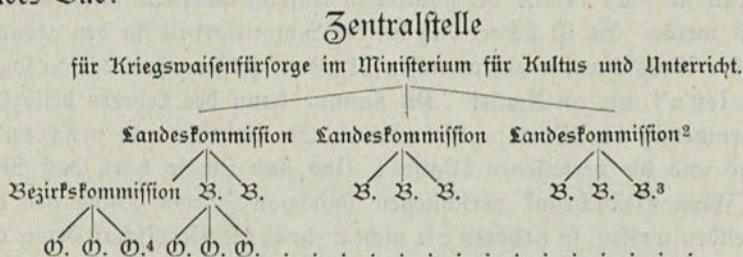 Zentralstelle
für Kriegswaisenfürsorge im Ministerium für Kultus und Unterricht.
Landeskommission Landeskommission Landeskommission²
Bezirkskommission B. B. B. B. B. B. B. B.³
O. O. O.⁴ O. O. O. . . . . . . . . . . . . . . . . . . . . . .